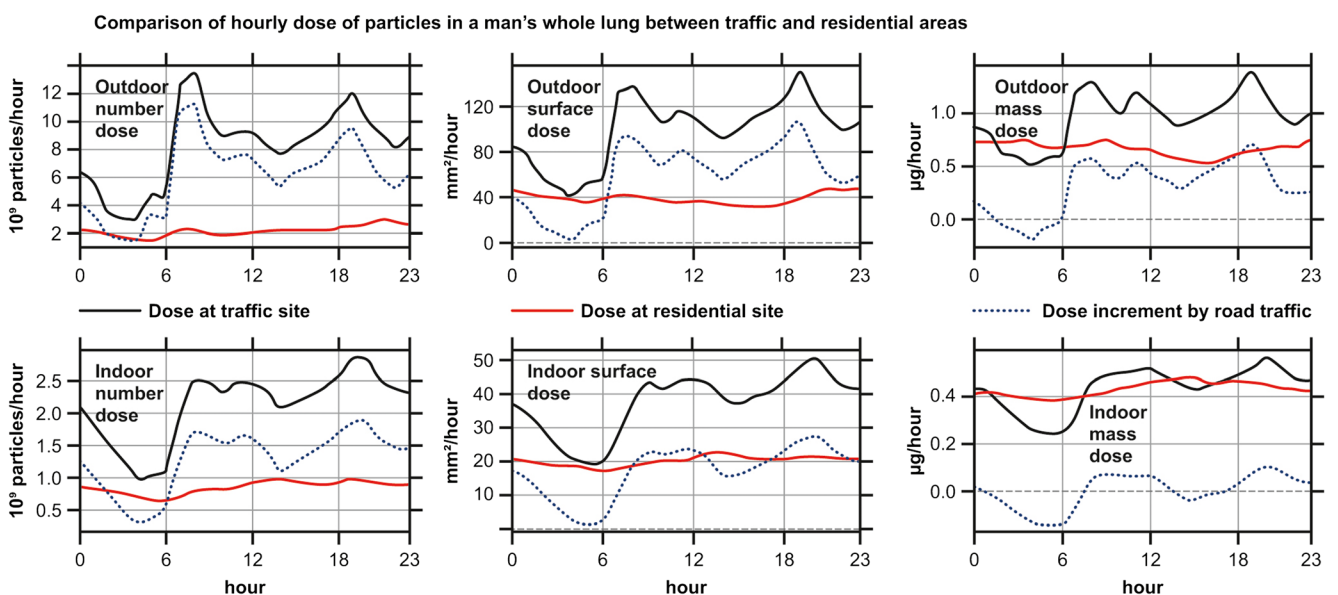 Comparison of hourly dose of particles in a man's whole lung between traffic and residential areas
10⁹ particles/hour
12
10
8
6
4
2
Outdoor
number
dose
0 6 12 18 23
mm²/hour
120
80
40
0
Outdoor
surface
dose
0 6 12 18 23
µg/hour
1.0
0.5
0.0
Outdoor
mass
dose
0 6 12 18 23
Dose at traffic site
Dose at residential site
Dose increment by road traffic
10⁹ particles/hour
2.5
2.0
1.5
1.0
0.5
Indoor
number
dose
0 6 12 18 23
hour
mm²/hour
50
40
30
20
10
Indoor surface
dose
0 6 12 18 23
hour
µg/hour
0.4
0.2
0.0
Indoor
mass
dose
0 6 12 18 23
hour